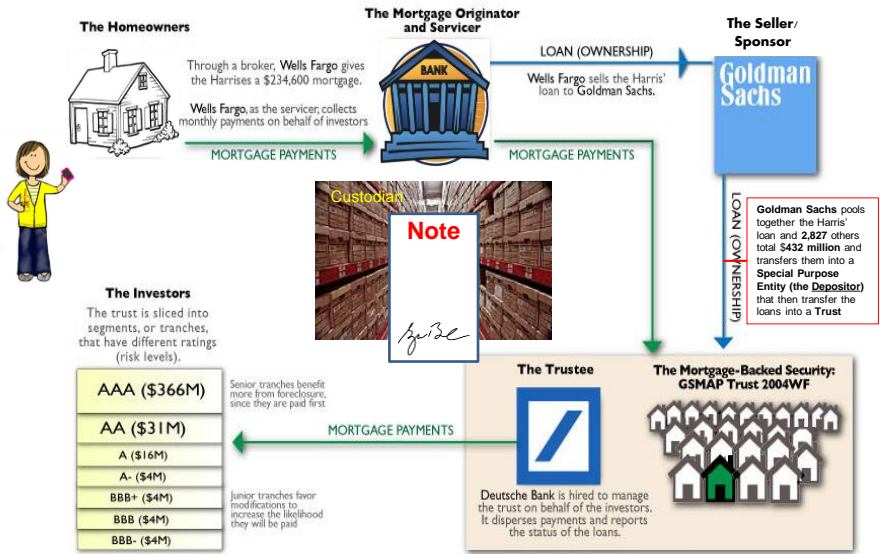 The Homeowners
Through a broker, Wells Fargo gives
the Harrises a $234,600 mortgage.
Wells Fargo, as the servicer, collects
monthly payments on behalf of investors
MORTGAGE PAYMENTS
The Mortgage Originator
and Servicer
BANK
LOAN (OWNERSHIP)
Wells Fargo sells the Harris'
loan to Goldman Sachs.
MORTGAGE PAYMENTS
The Seller/
Sponsor
Goldman
Sachs
LOAN (OWNERSHIP)
Goldman Sachs pools
together the Harris'
loan and 2,827 others
total $432 million and
transfers them into a
Special Purpose
Entity (the Depositor)
that then transfer the
loans into a Trust
Custodian
Note
The Investors
The trust is sliced into
segments, or tranches,
that have different ratings
(risk levels).
AAA ($366M)
AA ($31M)
A ($16M)
A- ($4M)
BBB+ ($4M)
BBB ($4M)
BBB- ($4M)
Senior tranches benefit
more from foreclosure,
since they are paid first
Junior tranches favor
modifications to
increase the likelihood
they will be paid
MORTGAGE PAYMENTS
The Trustee
Deutsche Bank is hired to manage
the trust on behalf of the investors.
It disperses payments and reports
the status of the loans.
The Mortgage-Backed Security:
GSMAP Trust 2004WF